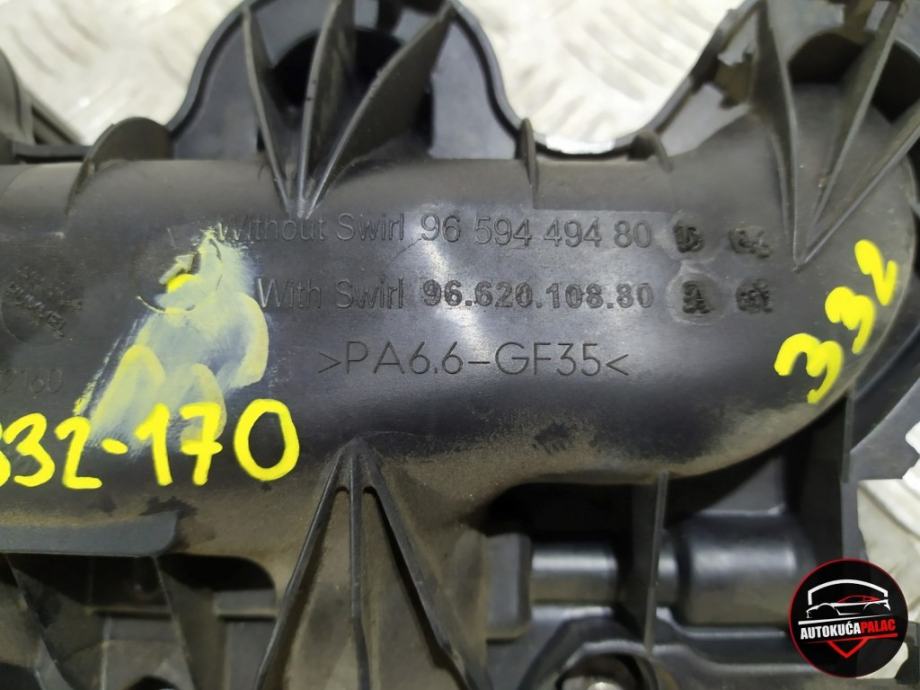 Without Swirl 96 594 494 80
With Swirl 96.620.108.80
>PA6.6-GF35<
332
332-170
AUTOKUĆA PALAC